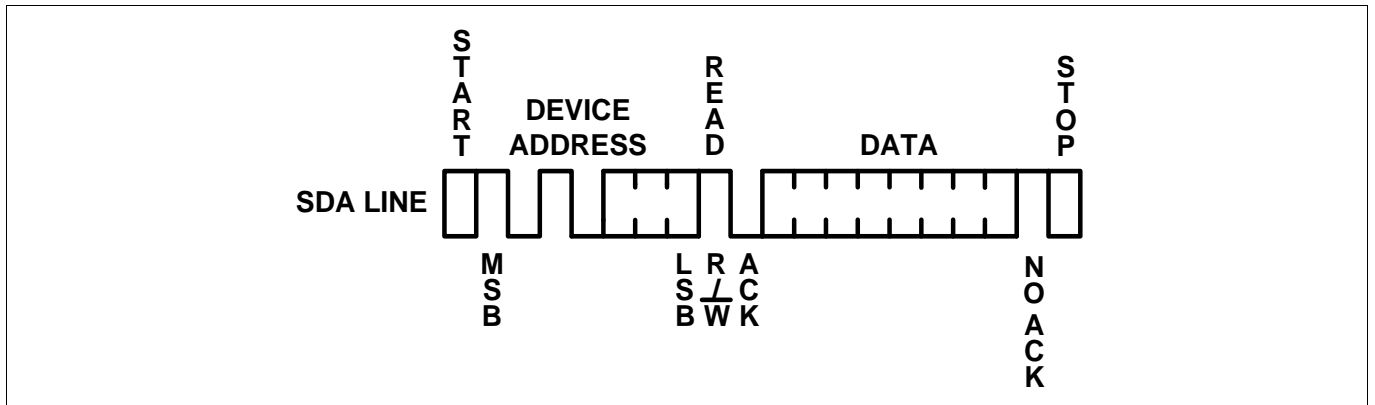 START
DEVICE
ADDRESS
READ
DATA
STOP
SDA LINE
MSB
LSB
R/W
ACK
NO ACK